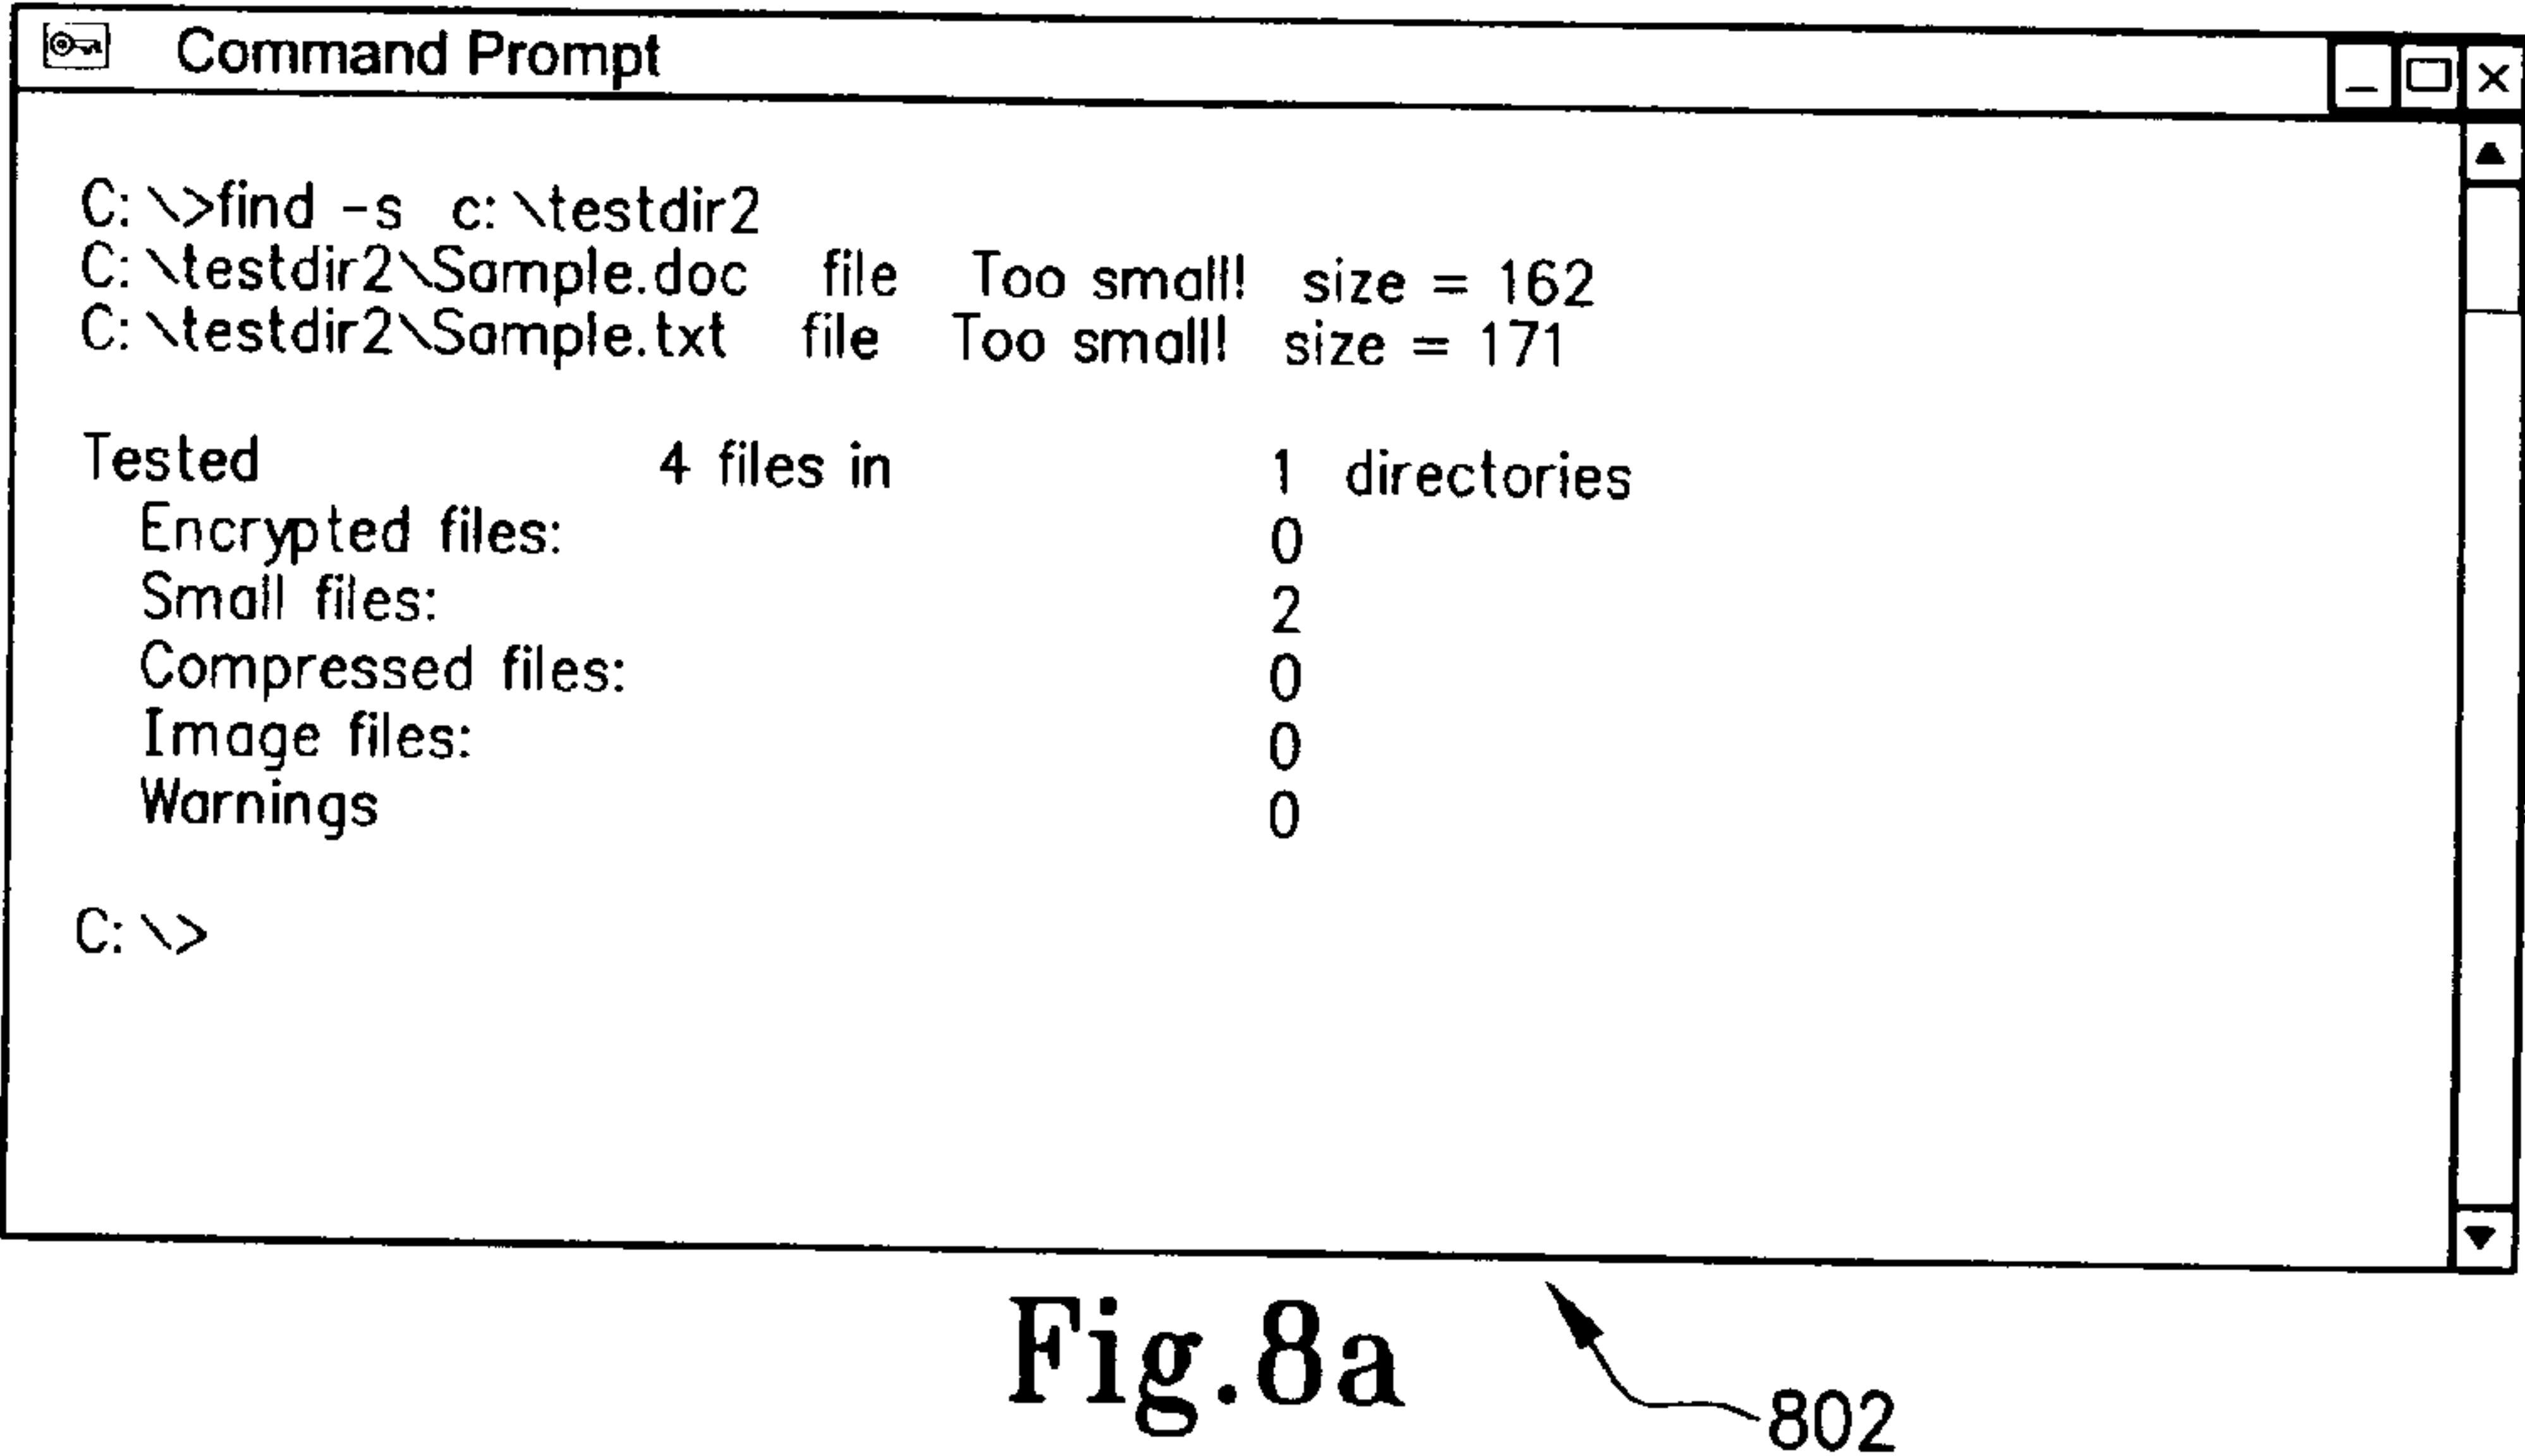 Command Prompt
C:\>find -s c:\testdir2
C:\testdir2\Sample.doc file Too small! size = 162
C:\testdir2\Sample.txt file Too small! size = 171
Tested 4 files in 1 directories
Encrypted files: 0
Small files: 2
Compressed files: 0
Image files: 0
Warnings 0
C:\>
Fig.8a
802